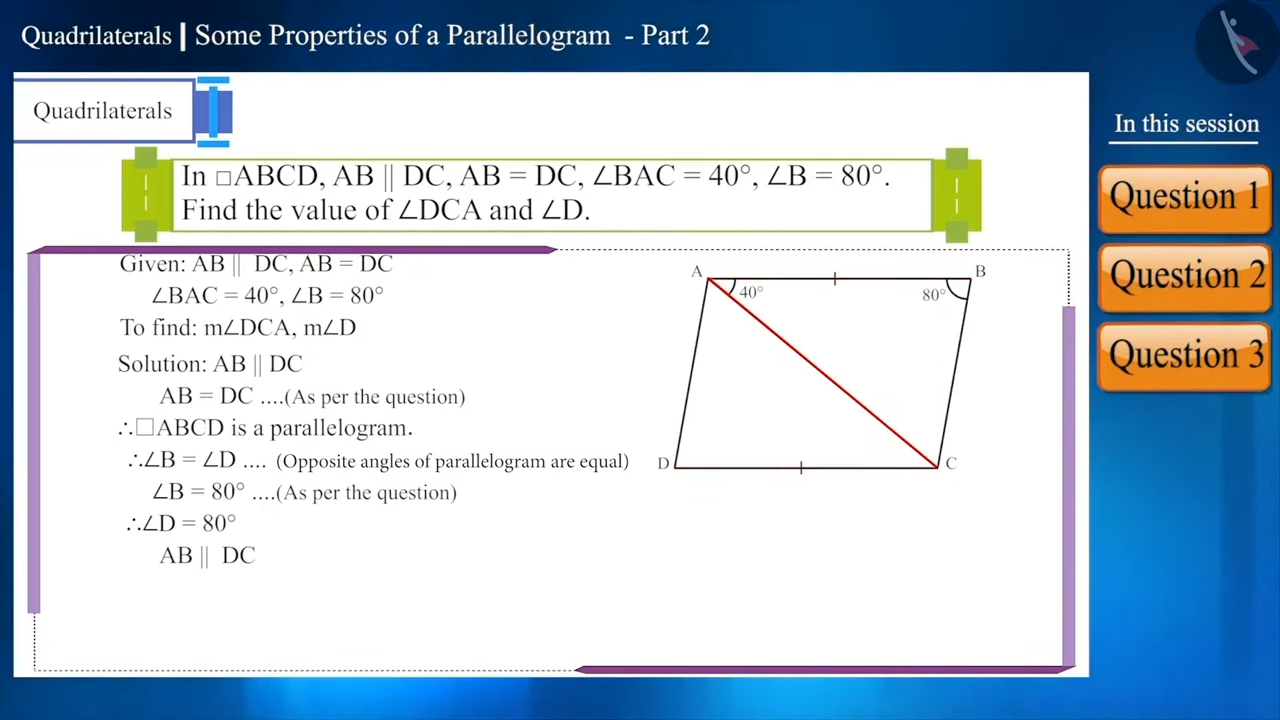 Quadrilaterals | Some Properties of a Parallelogram - Part 2
Quadrilaterals
In □ABCD, AB || DC, AB = DC, ∠BAC = 40°, ∠B = 80°.
Find the value of ∠DCA and ∠D.
Given: AB || DC, AB = DC
∠BAC = 40°, ∠B = 80°
To find: m∠DCA, m∠D
Solution: AB || DC
AB = DC ....(As per the question)
∴□ABCD is a parallelogram.
∴∠B = ∠D .... (Opposite angles of parallelogram are equal)
∠B = 80° ....(As per the question)
∴∠D = 80°
AB || DC
A
B
40°
80°
D
C
In this session
Question 1
Question 2
Question 3